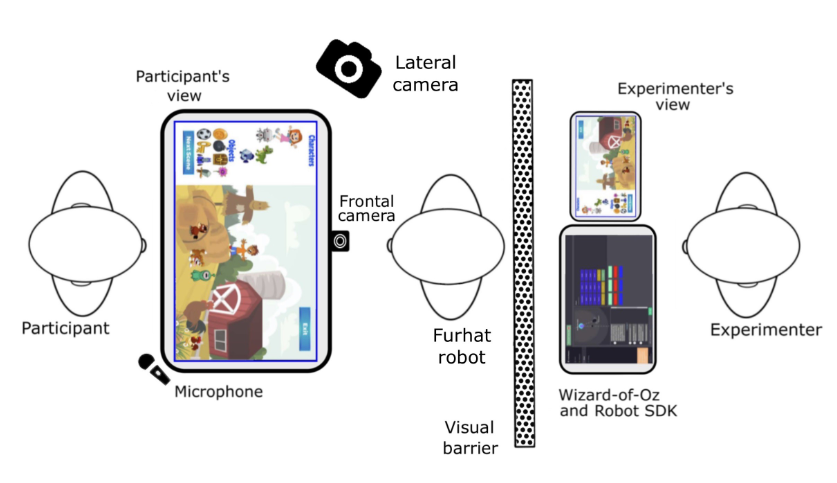 Lateral
camera
Participant's
view
Experimenter's
view
Characters
Objects
Next Scene
Exit
Frontal
camera
Participant
Furhat
robot
Experimenter
Microphone
Wizard-of-Oz
and Robot SDK
Visual
barrier